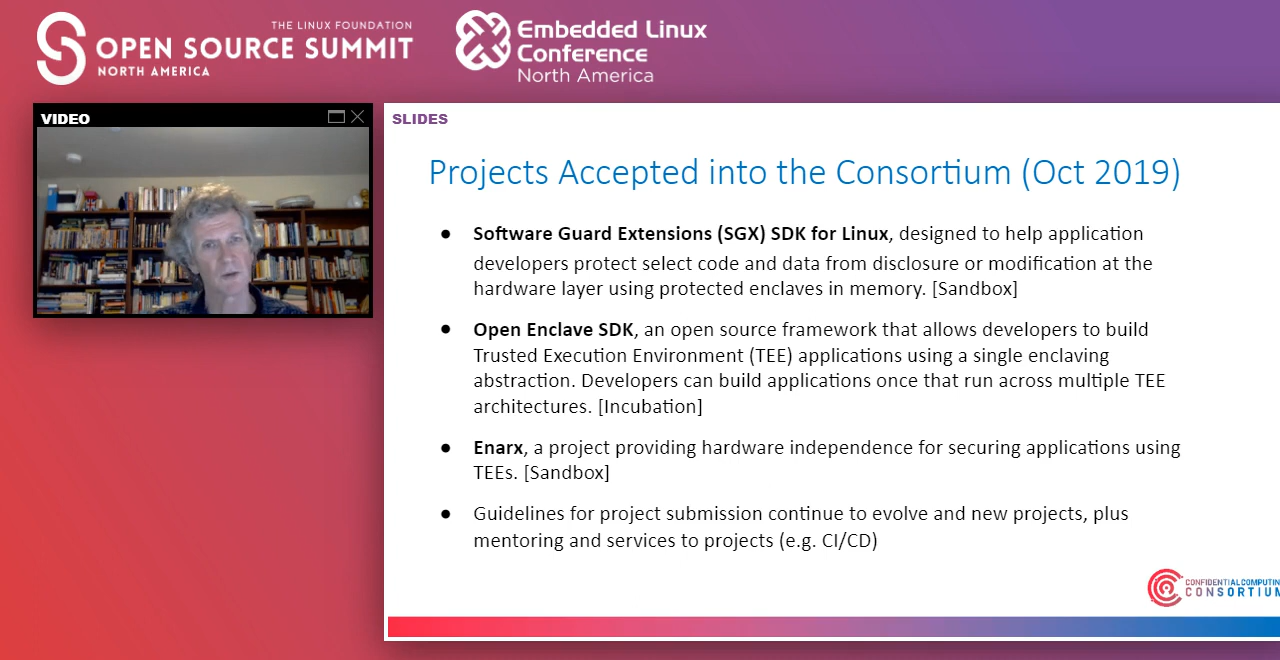 THE LINUX FOUNDATION
OPEN SOURCE SUMMIT
NORTH AMERICA
Embedded Linux
Conference
North America
VIDEO
SLIDES
Projects Accepted into the Consortium (Oct 2019)
● Software Guard Extensions (SGX) SDK for Linux, designed to help application
developers protect select code and data from disclosure or modification at the
hardware layer using protected enclaves in memory. [Sandbox]
● Open Enclave SDK, an open source framework that allows developers to build
Trusted Execution Environment (TEE) applications using a single enclaving
abstraction. Developers can build applications once that run across multiple TEE
architectures. [Incubation]
● Enarx, a project providing hardware independence for securing applications using
TEEs. [Sandbox]
● Guidelines for project submission continue to evolve and new projects, plus
mentoring and services to projects (e.g. CI/CD)
CONFIDENTIAL COMPUTIN
CONSORTIUM